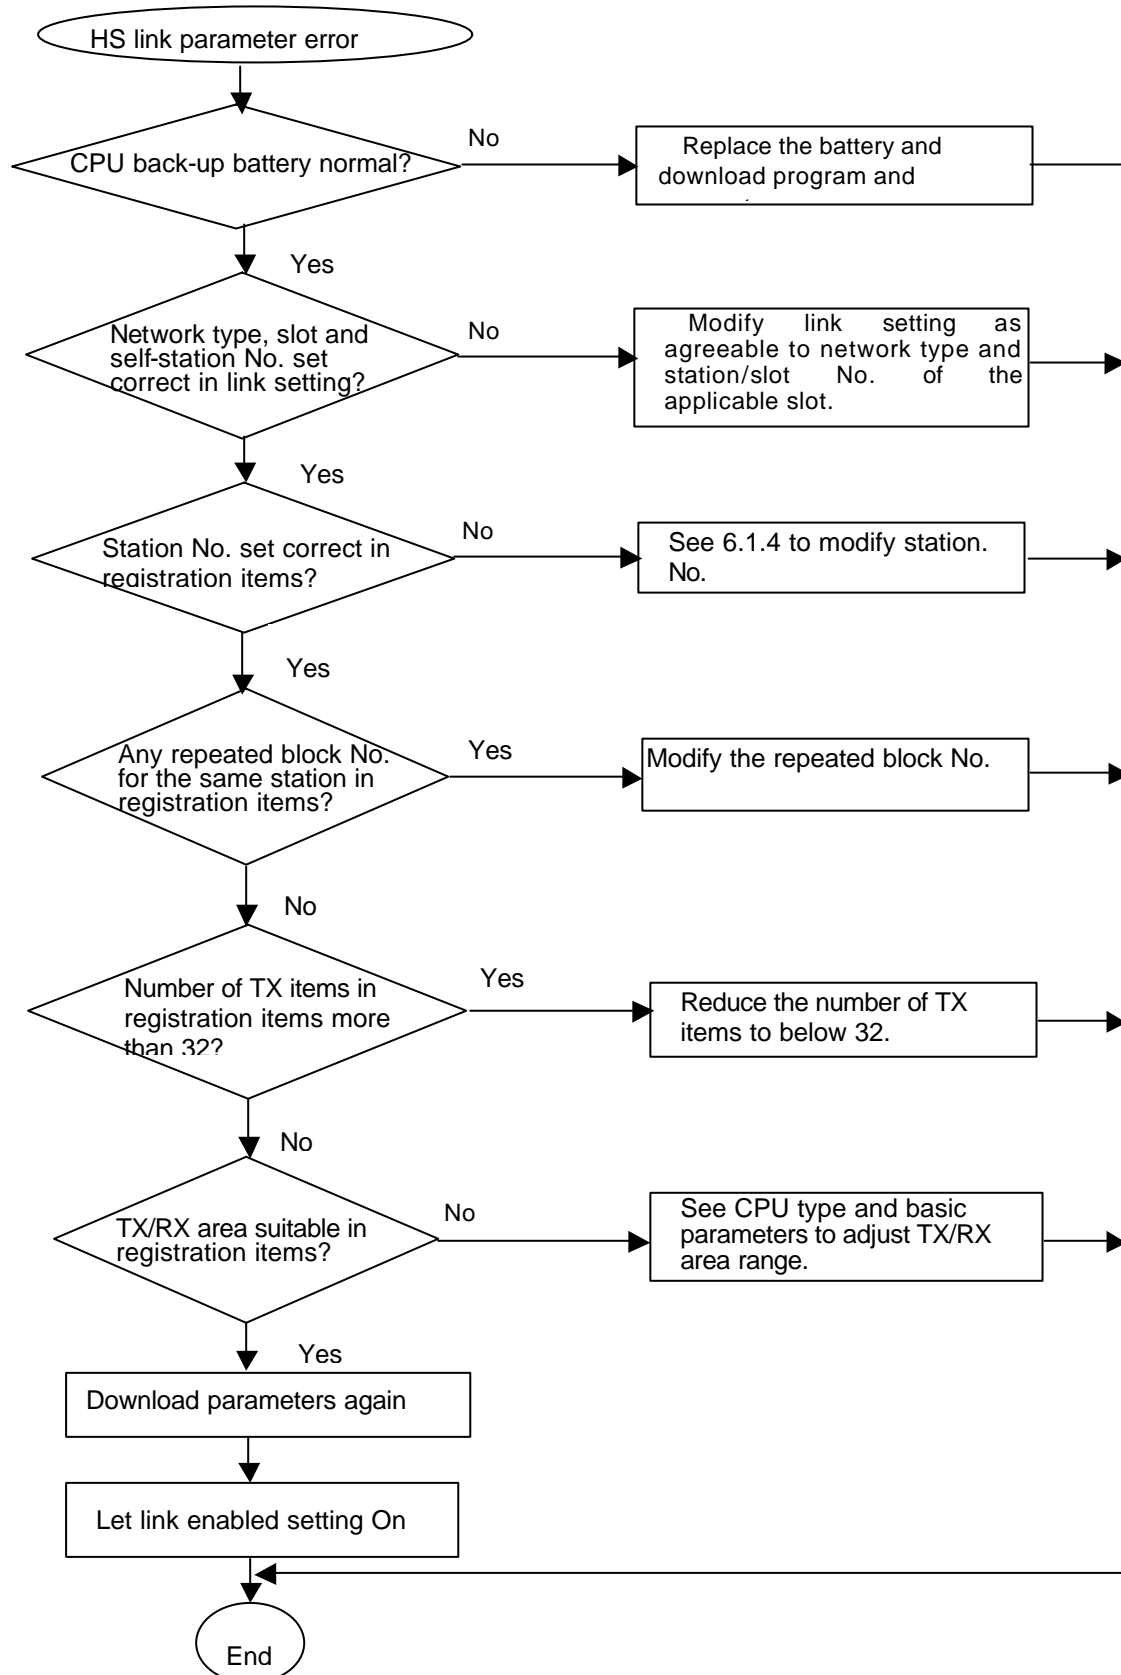 HS link parameter error
CPU back-up battery normal?
No
Replace the battery and
download program and
Yes
Network type, slot and
self-station No. set
correct in link setting?
No
Modify link setting as
agreeable to network type and
station/slot No. of the
applicable slot.
Yes
Station No. set correct in
registration items?
No
See 6.1.4 to modify station.
No.
Yes
Any repeated block No.
for the same station in
registration items?
Yes
Modify the repeated block No.
No
Number of TX items in
registration items more
than 32?
Yes
Reduce the number of TX
items to below 32.
No
TX/RX area suitable in
registration items?
No
See CPU type and basic
parameters to adjust TX/RX
area range.
Yes
Download parameters again
Let link enabled setting On
End